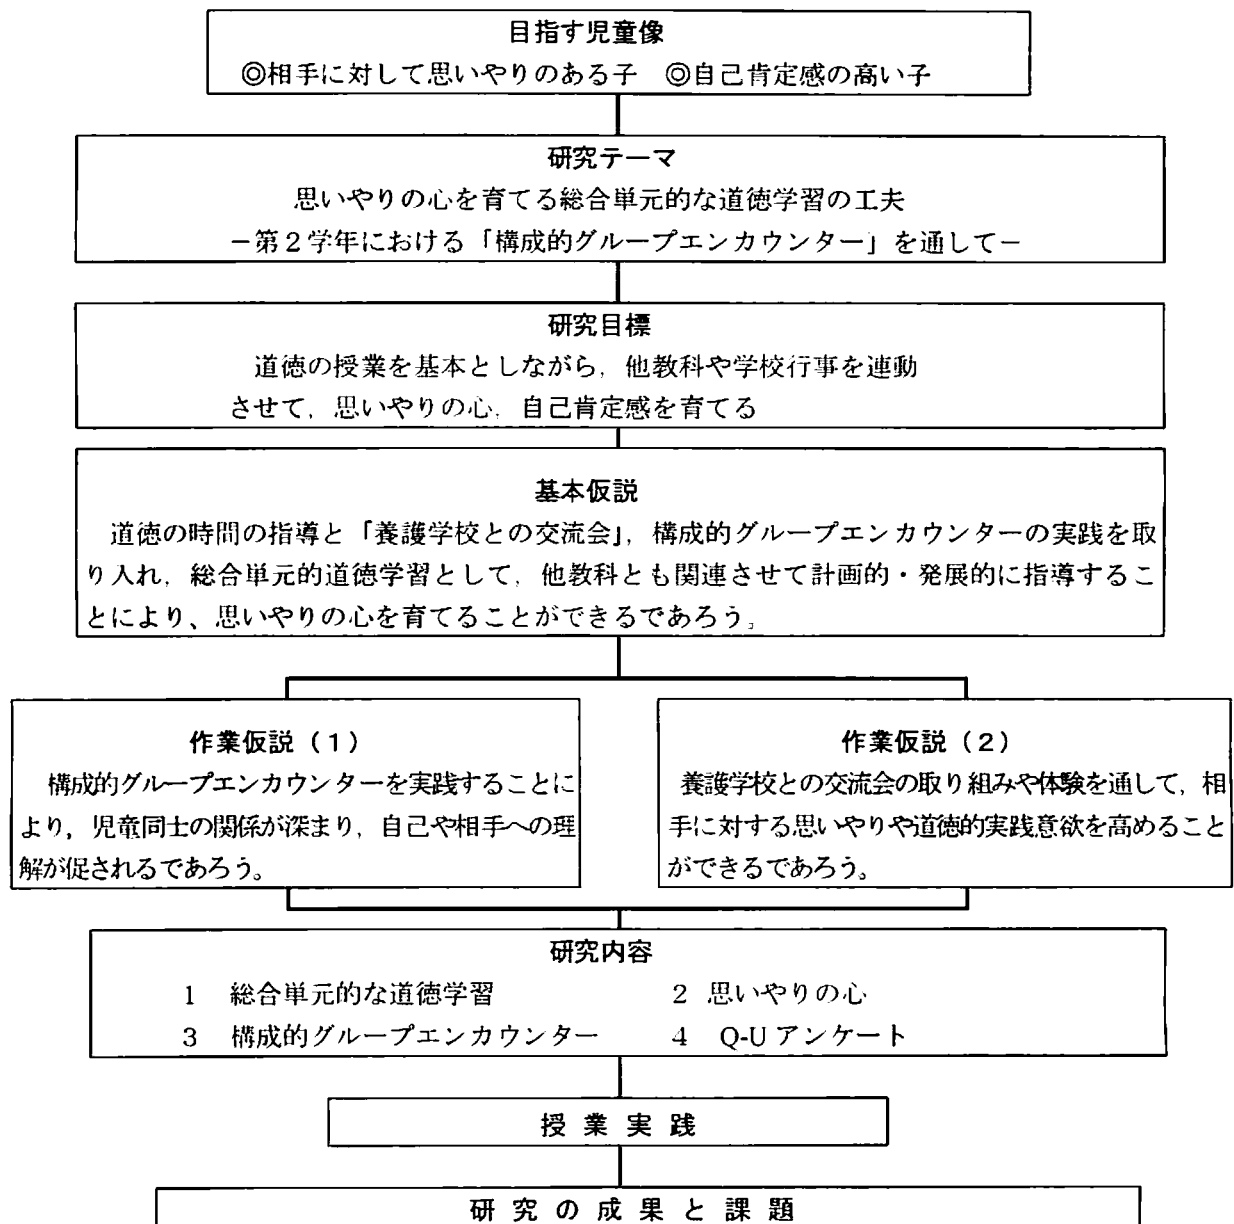 目指す児童像
◎相手に対して思いやりのある子　◎自己肯定感の高い子
研究テーマ
思いやりの心を育てる総合単元的な道徳学習の工夫
－第2学年における「構成的グループエンカウンター」を通して－
研究目標
道徳の授業を基本としながら，他教科や学校行事を連動
させて，思いやりの心，自己肯定感を育てる
基本仮説
道徳の時間の指導と「養護学校との交流会」，構成的グループエンカウンターの実践を取
り入れ，総合単元的道徳学習として，他教科とも関連させて計画的・発展的に指導するこ
とにより、思いやりの心を育てることができるであろう。
作業仮説（1）
構成的グループエンカウンターを実践することに
より，児童同士の関係が深まり，自己や相手への理
解が促されるであろう。
作業仮説（2）
養護学校との交流会の取り組みや体験を通して，相
手に対する思いやりや道徳的実践意欲を高めること
ができるであろう。
研究内容
1　総合単元的な道徳学習　2　思いやりの心
3　構成的グループエンカウンター　4　Q-Uアンケート
授業実践
研究の成果と課題